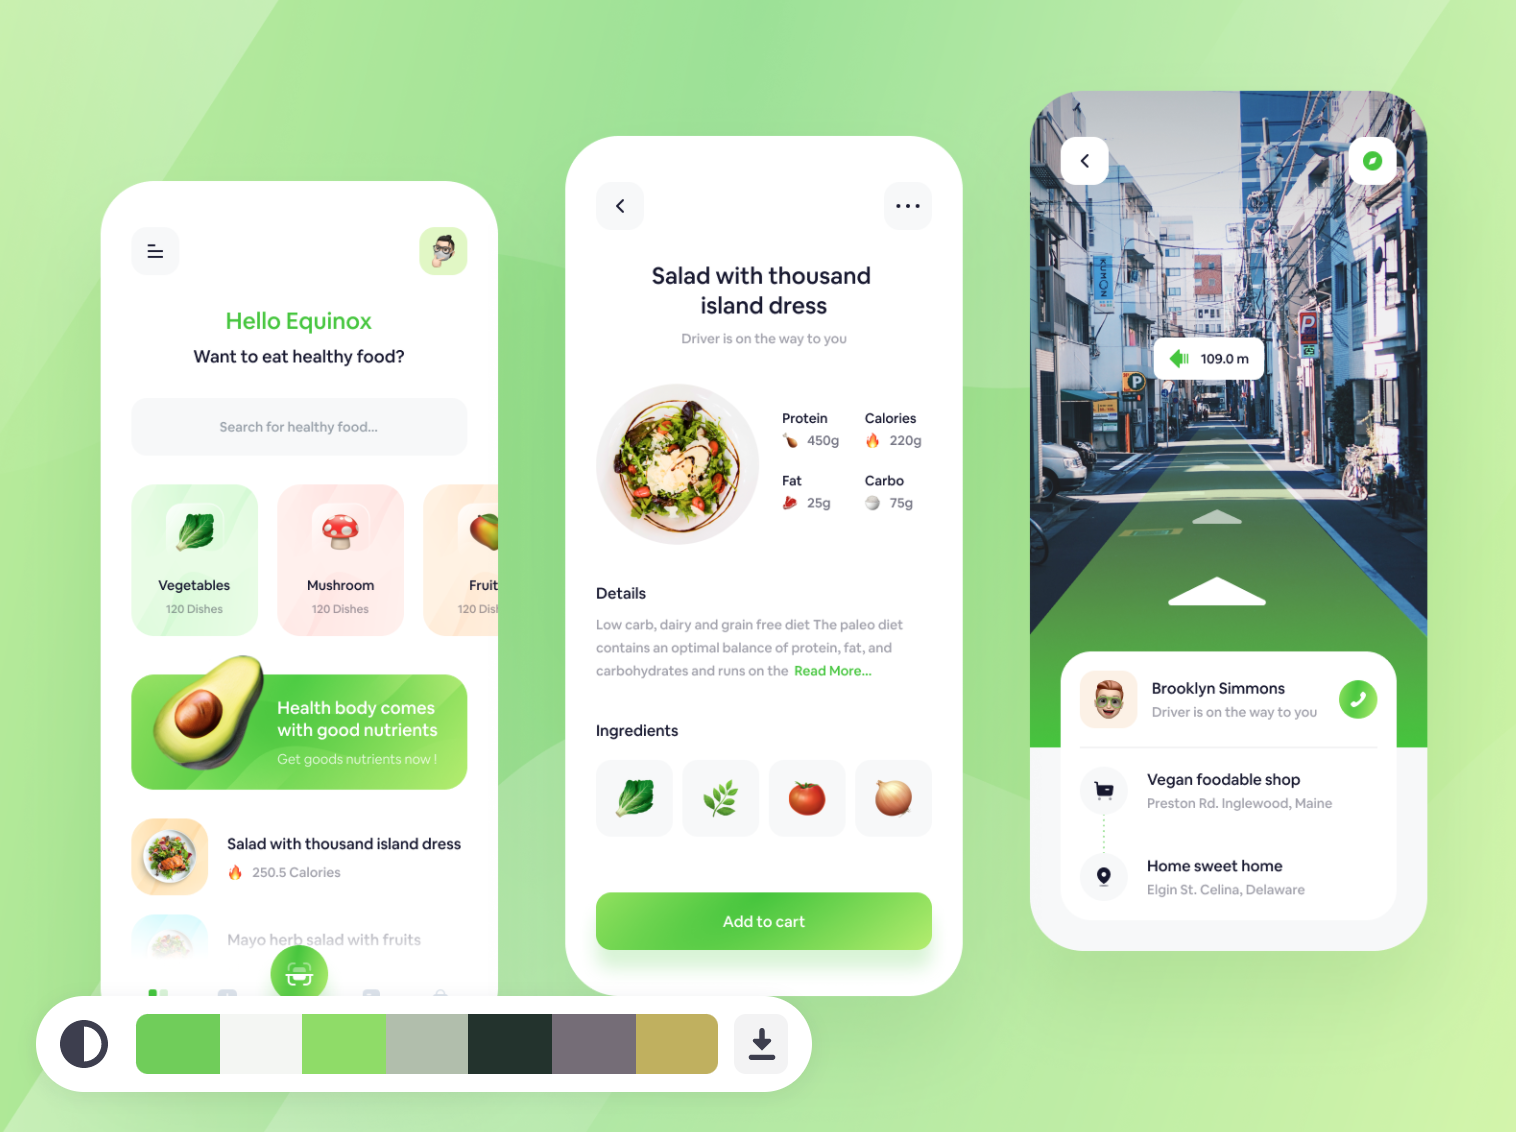 Hello Equinox
Want to eat healthy food?
Search for healthy food...
Vegetables
120 Dishes
Mushroom
120 Dishes
Fruit
120 Dish
Health body comes
with good nutrients
Get goods nutrients now !
Salad with thousand island dress
250.5 Calories
Mayo herb salad with fruits
Salad with thousand
island dress
Driver is on the way to you
Protein
450g
Calories
220g
Fat
25g
Carbo
75g
Details
Low carb, dairy and grain free diet The paleo diet
contains an optimal balance of protein, fat, and
carbohydrates and runs on the Read More...
Ingredients
Add to cart
KUMON
P
P
109.0 m
Brooklyn Simmons
Driver is on the way to you
Vegan foodable shop
Preston Rd. Inglewood, Maine
Home sweet home
Elgin St. Celina, Delaware